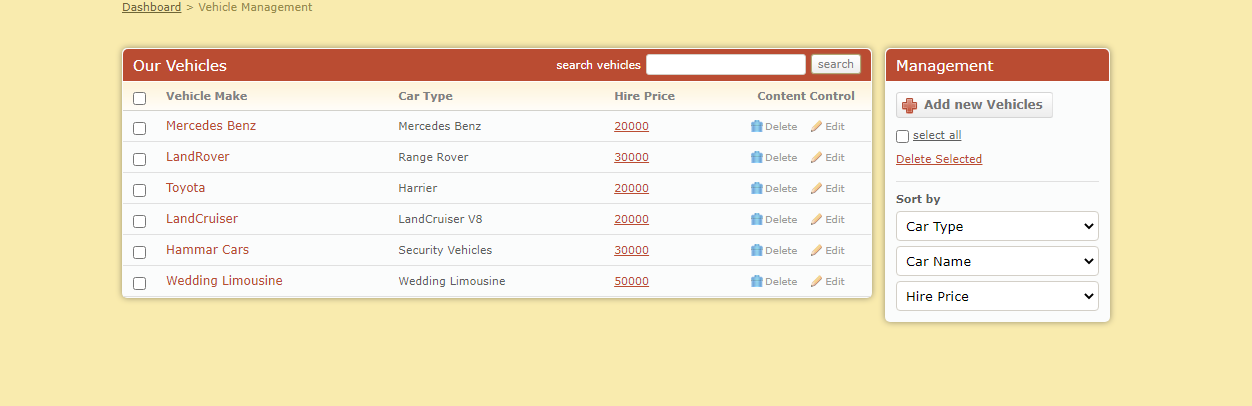 Dashboard > Vehicle Management
Our Vehicles
search vehicles search
Vehicle Make Car Type Hire Price Content Control
Mercedes Benz Mercedes Benz 20000 Delete Edit
LandRover Range Rover 30000 Delete Edit
Toyota Harrier 20000 Delete Edit
LandCruiser LandCruiser V8 20000 Delete Edit
Hammar Cars Security Vehicles 30000 Delete Edit
Wedding Limousine Wedding Limousine 50000 Delete Edit
Management
Add new Vehicles
select all
Delete Selected
Sort by
Car Type
Car Name
Hire Price